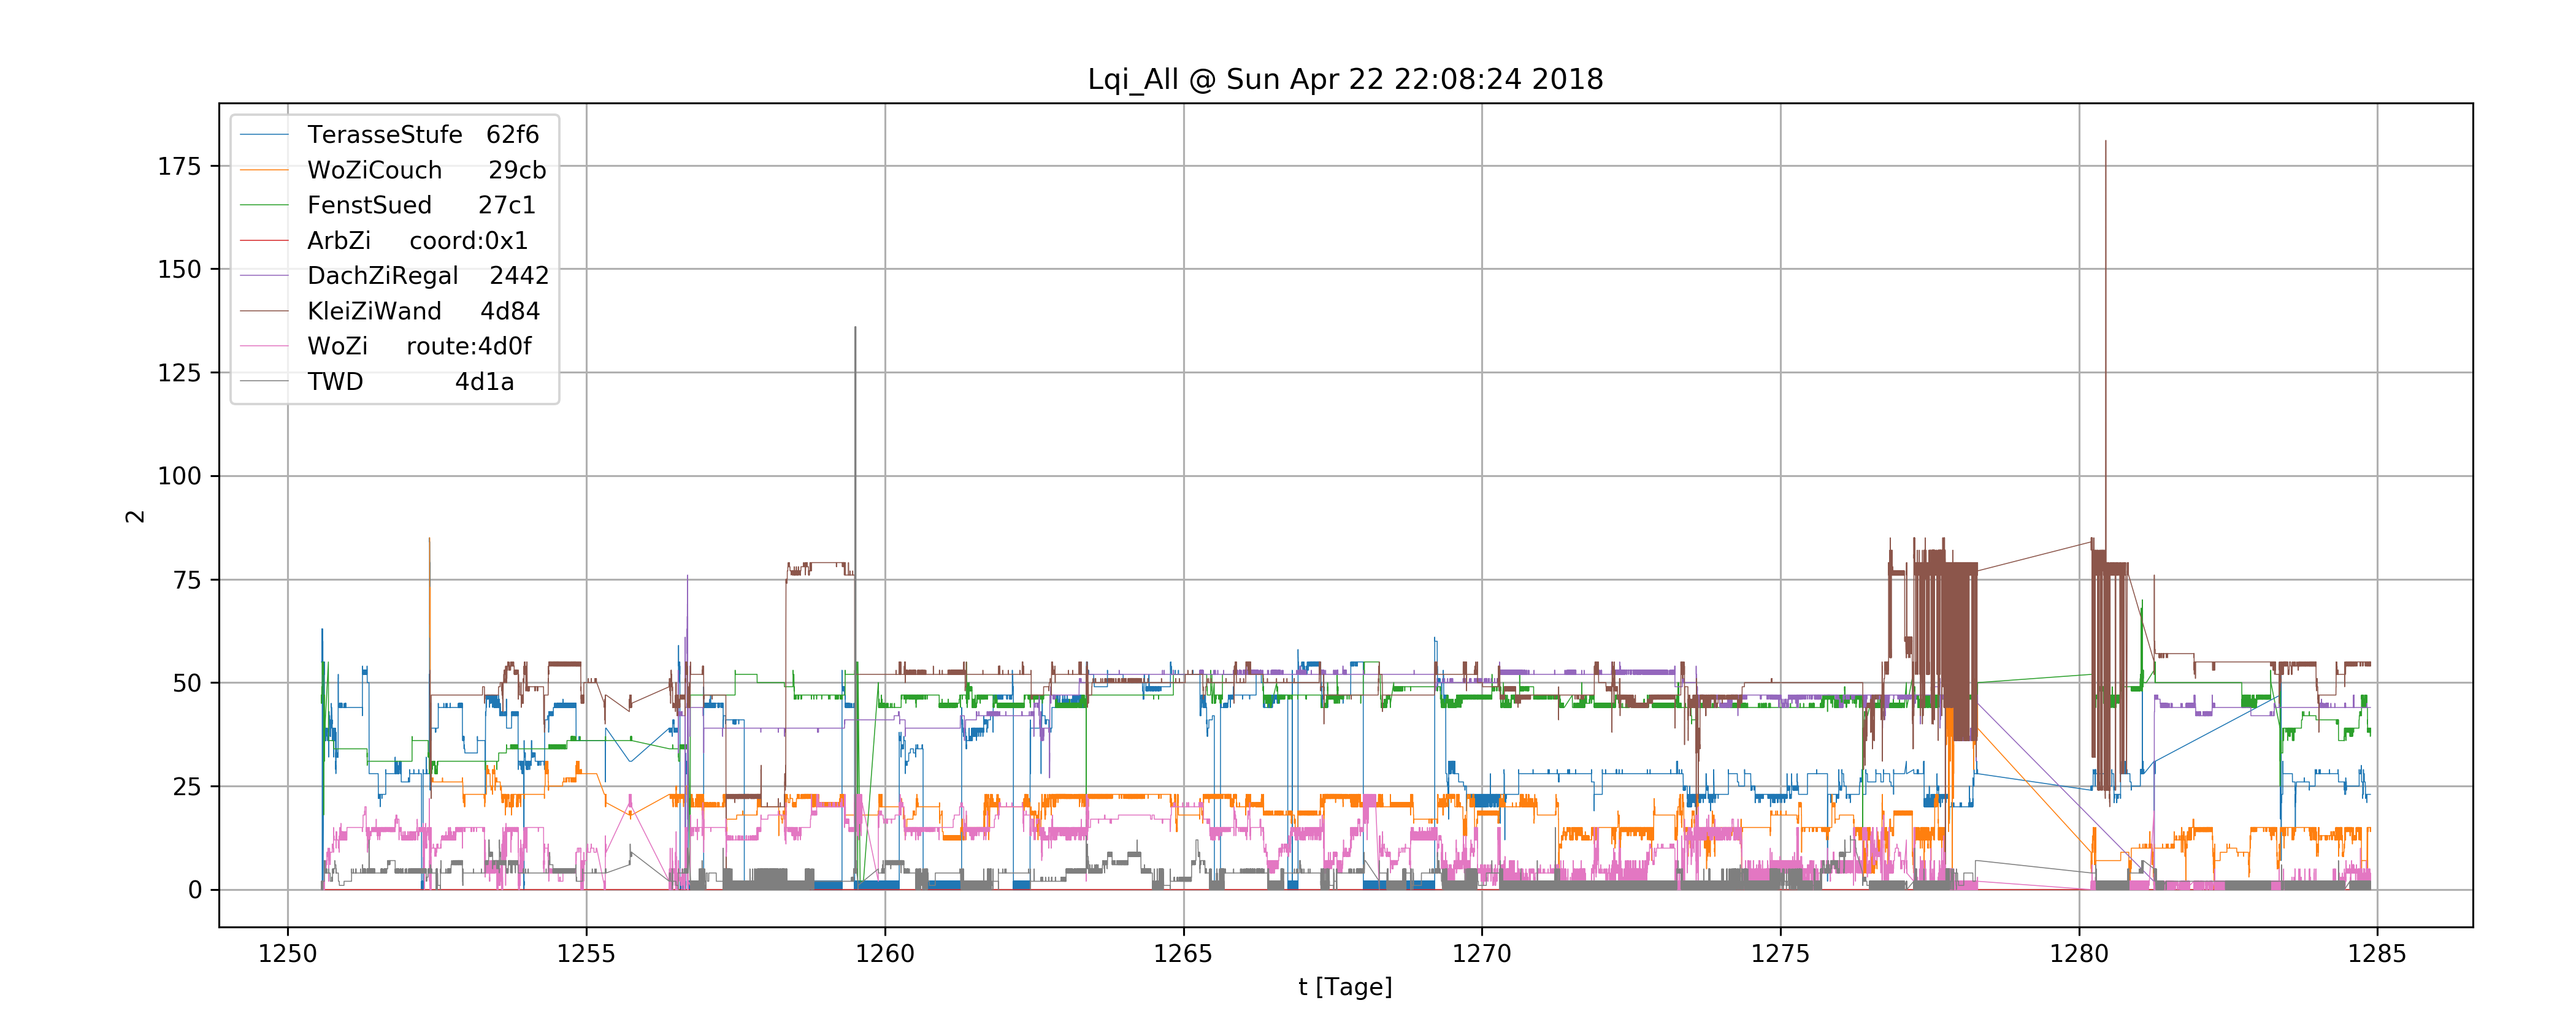 Lqi_All @ Sun Apr 22 22:08:24 2018
TerasseStufe 62f6
WoZiCouch 29cb
FenstSued 27c1
ArbZi coord:0x1
DachZiRegal 2442
KleiZiWand 4d84
WoZi route:4d0f
TWD 4d1a
175
150
125
100
75
50
25
0
2
1250 1255 1260 1265 1270 1275 1280 1285
t [Tage]